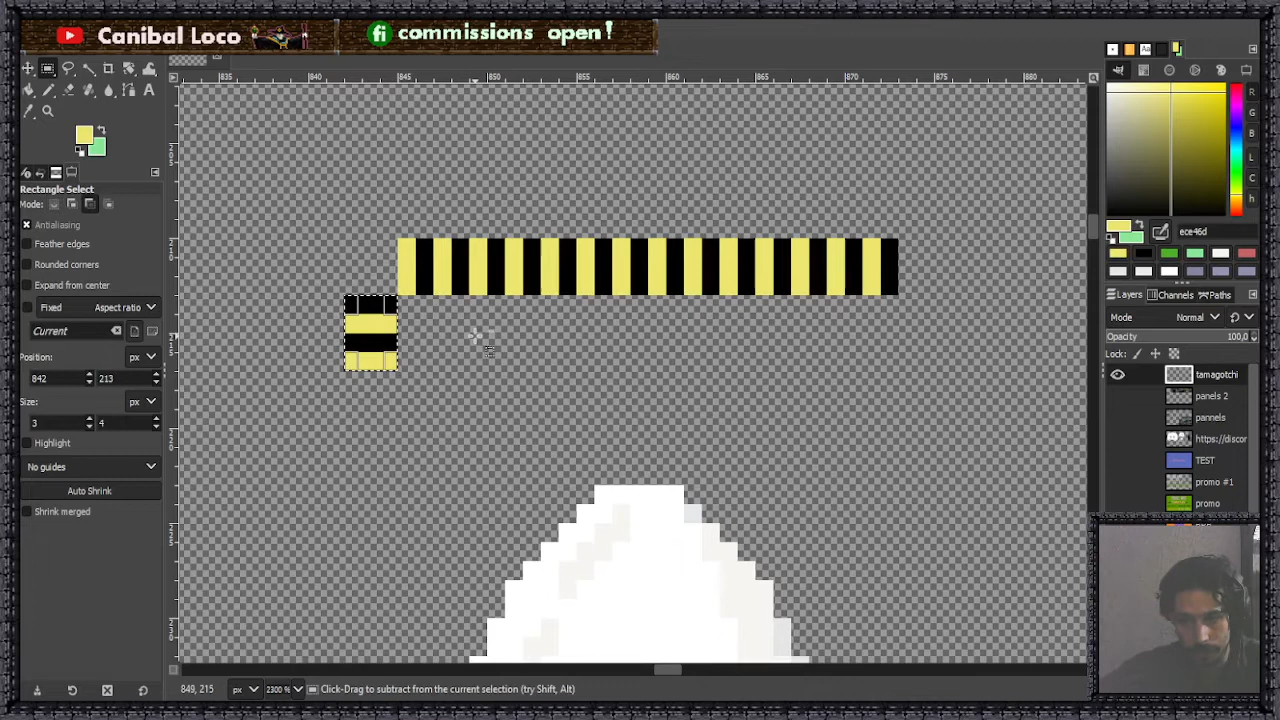 Canibal Loco
fi commissions open!
835 840 845 850 855 860 865 870 875 880
R
G
B
L
C
h
ece46d
Rectangle Select
Mode:
Antialiasing
Feather edges
Rounded corners
Expand from center
Fixed Aspect ratio
Current
Position: px
842 213
Size: px
3 4
Highlight
No guides
Auto Shrink
Shrink merged
Layers Channels Paths
Mode Normal
Opacity 100,0
Lock:
tamagotchi
panels 2
pannels
https://discor
TEST
promo #1
promo
849, 215 px 2300 % Click-Drag to subtract from the current selection (try Shift, Alt)